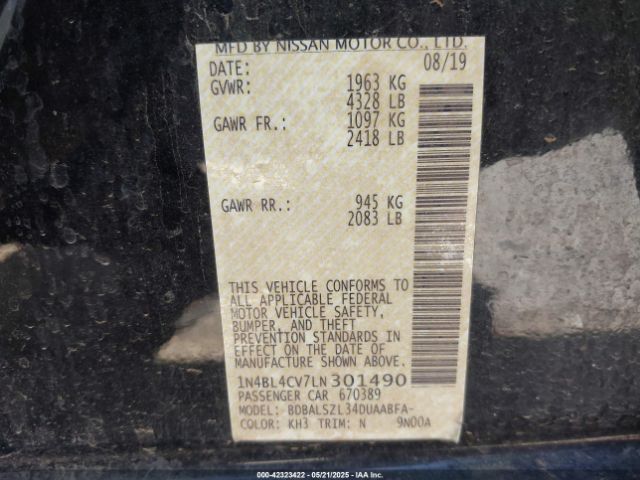 MFD BY NISSAN MOTOR CO., LTD.
DATE: 08/19
GVWR: 1963 KG
4328 LB
GAWR FR.: 1097 KG
2418 LB
GAWR RR.: 945 KG
2083 LB
THIS VEHICLE CONFORMS TO
ALL APPLICABLE FEDERAL
MOTOR VEHICLE SAFETY,
BUMPER, AND THEFT
PREVENTION STANDARDS IN
EFFECT ON THE DATE OF
MANUFACTURE SHOWN ABOVE.
1N4BL4CV7LN301490
PASSENGER CAR 670389
MODEL: BDBALSZL34DUAABFA-
COLOR: KH3 TRIM: N 9N00A
000-42323422 - 05/21/2025 - IAAI.COM